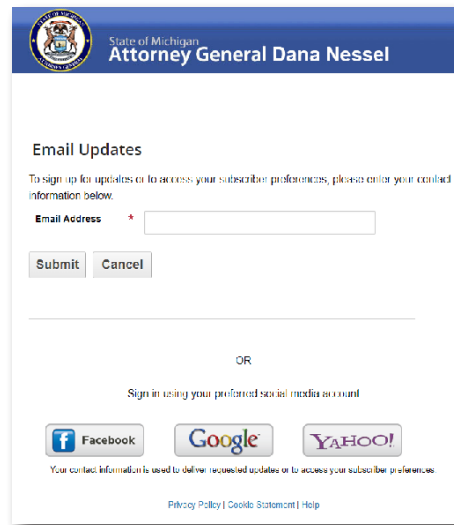 State of Michigan
Attorney General Dana Nessel
Email Updates
To sign up for updates or to access your subscriber preferences, please enter your contact
information below.
Email Address *
Submit Cancel
OR
Sign in using your preferred social media account
Facebook Google YAHOO!
Your contact information is used to deliver requested updates or to access your subscriber preferences.
Privacy Policy | Cookie Statement | Help